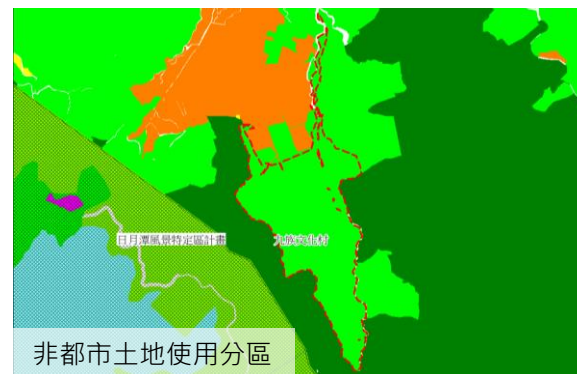 日月潭風景特定區計畫
九族文化村
非都市土地使用分區